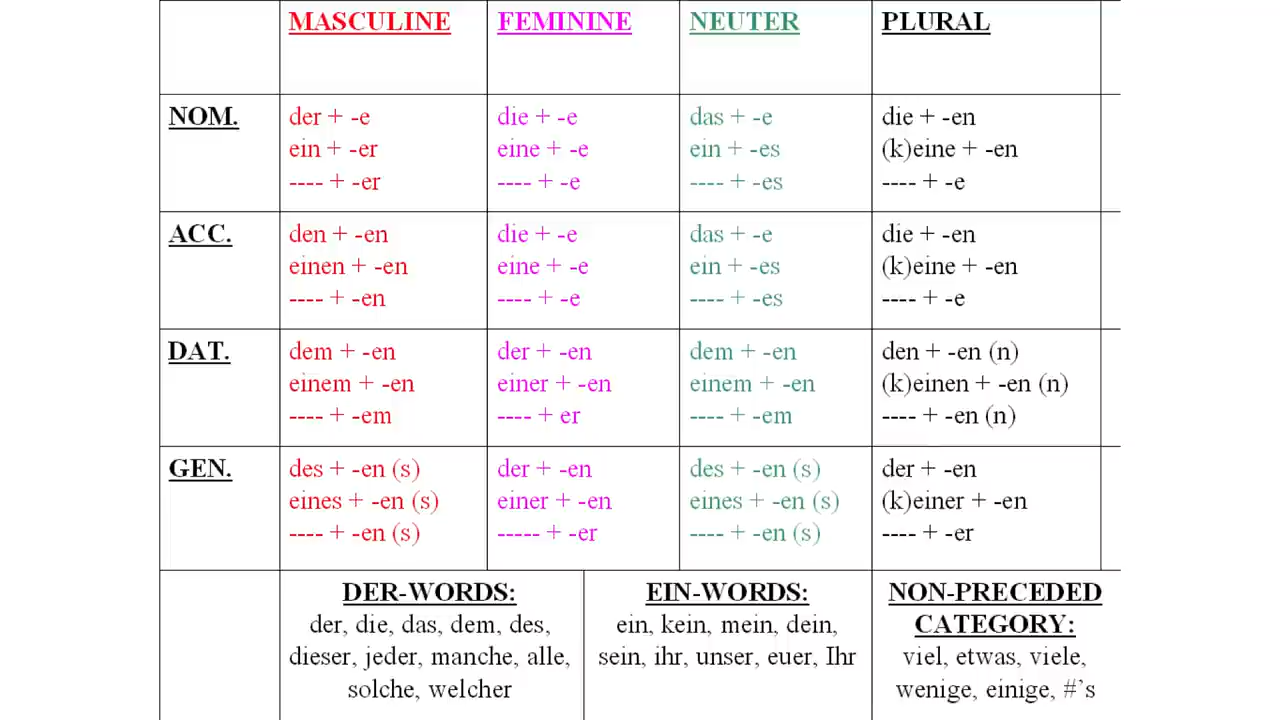 MASCULINE FEMININE NEUTER PLURAL
NOM. der + -e die + -e das + -e die + -en
ein + -er eine + -e ein + -es (k)eine + -en
---- + -er ---- + -e ---- + -es ---- + -e
ACC. den + -en die + -e das + -e die + -en
einen + -en eine + -e ein + -es (k)eine + -en
---- + -en ---- + -e ---- + -es ---- + -e
DAT. dem + -en der + -en dem + -en den + -en (n)
einem + -en einer + -en einem + -en (k)einen + -en (n)
---- + -em ---- + er ---- + -em ---- + -en (n)
GEN. des + -en (s) der + -en des + -en (s) der + -en
eines + -en (s) einer + -en eines + -en (s) (k)einer + -en
---- + -en (s) ----- + -er ---- + -en (s) ---- + -er
DER-WORDS:
der, die, das, dem, des,
dieser, jeder, manche, alle,
solche, welcher
EIN-WORDS:
ein, kein, mein, dein,
sein, ihr, unser, euer, Ihr
NON-PRECEDED
CATEGORY:
viel, etwas, viele,
wenige, einige, #'s